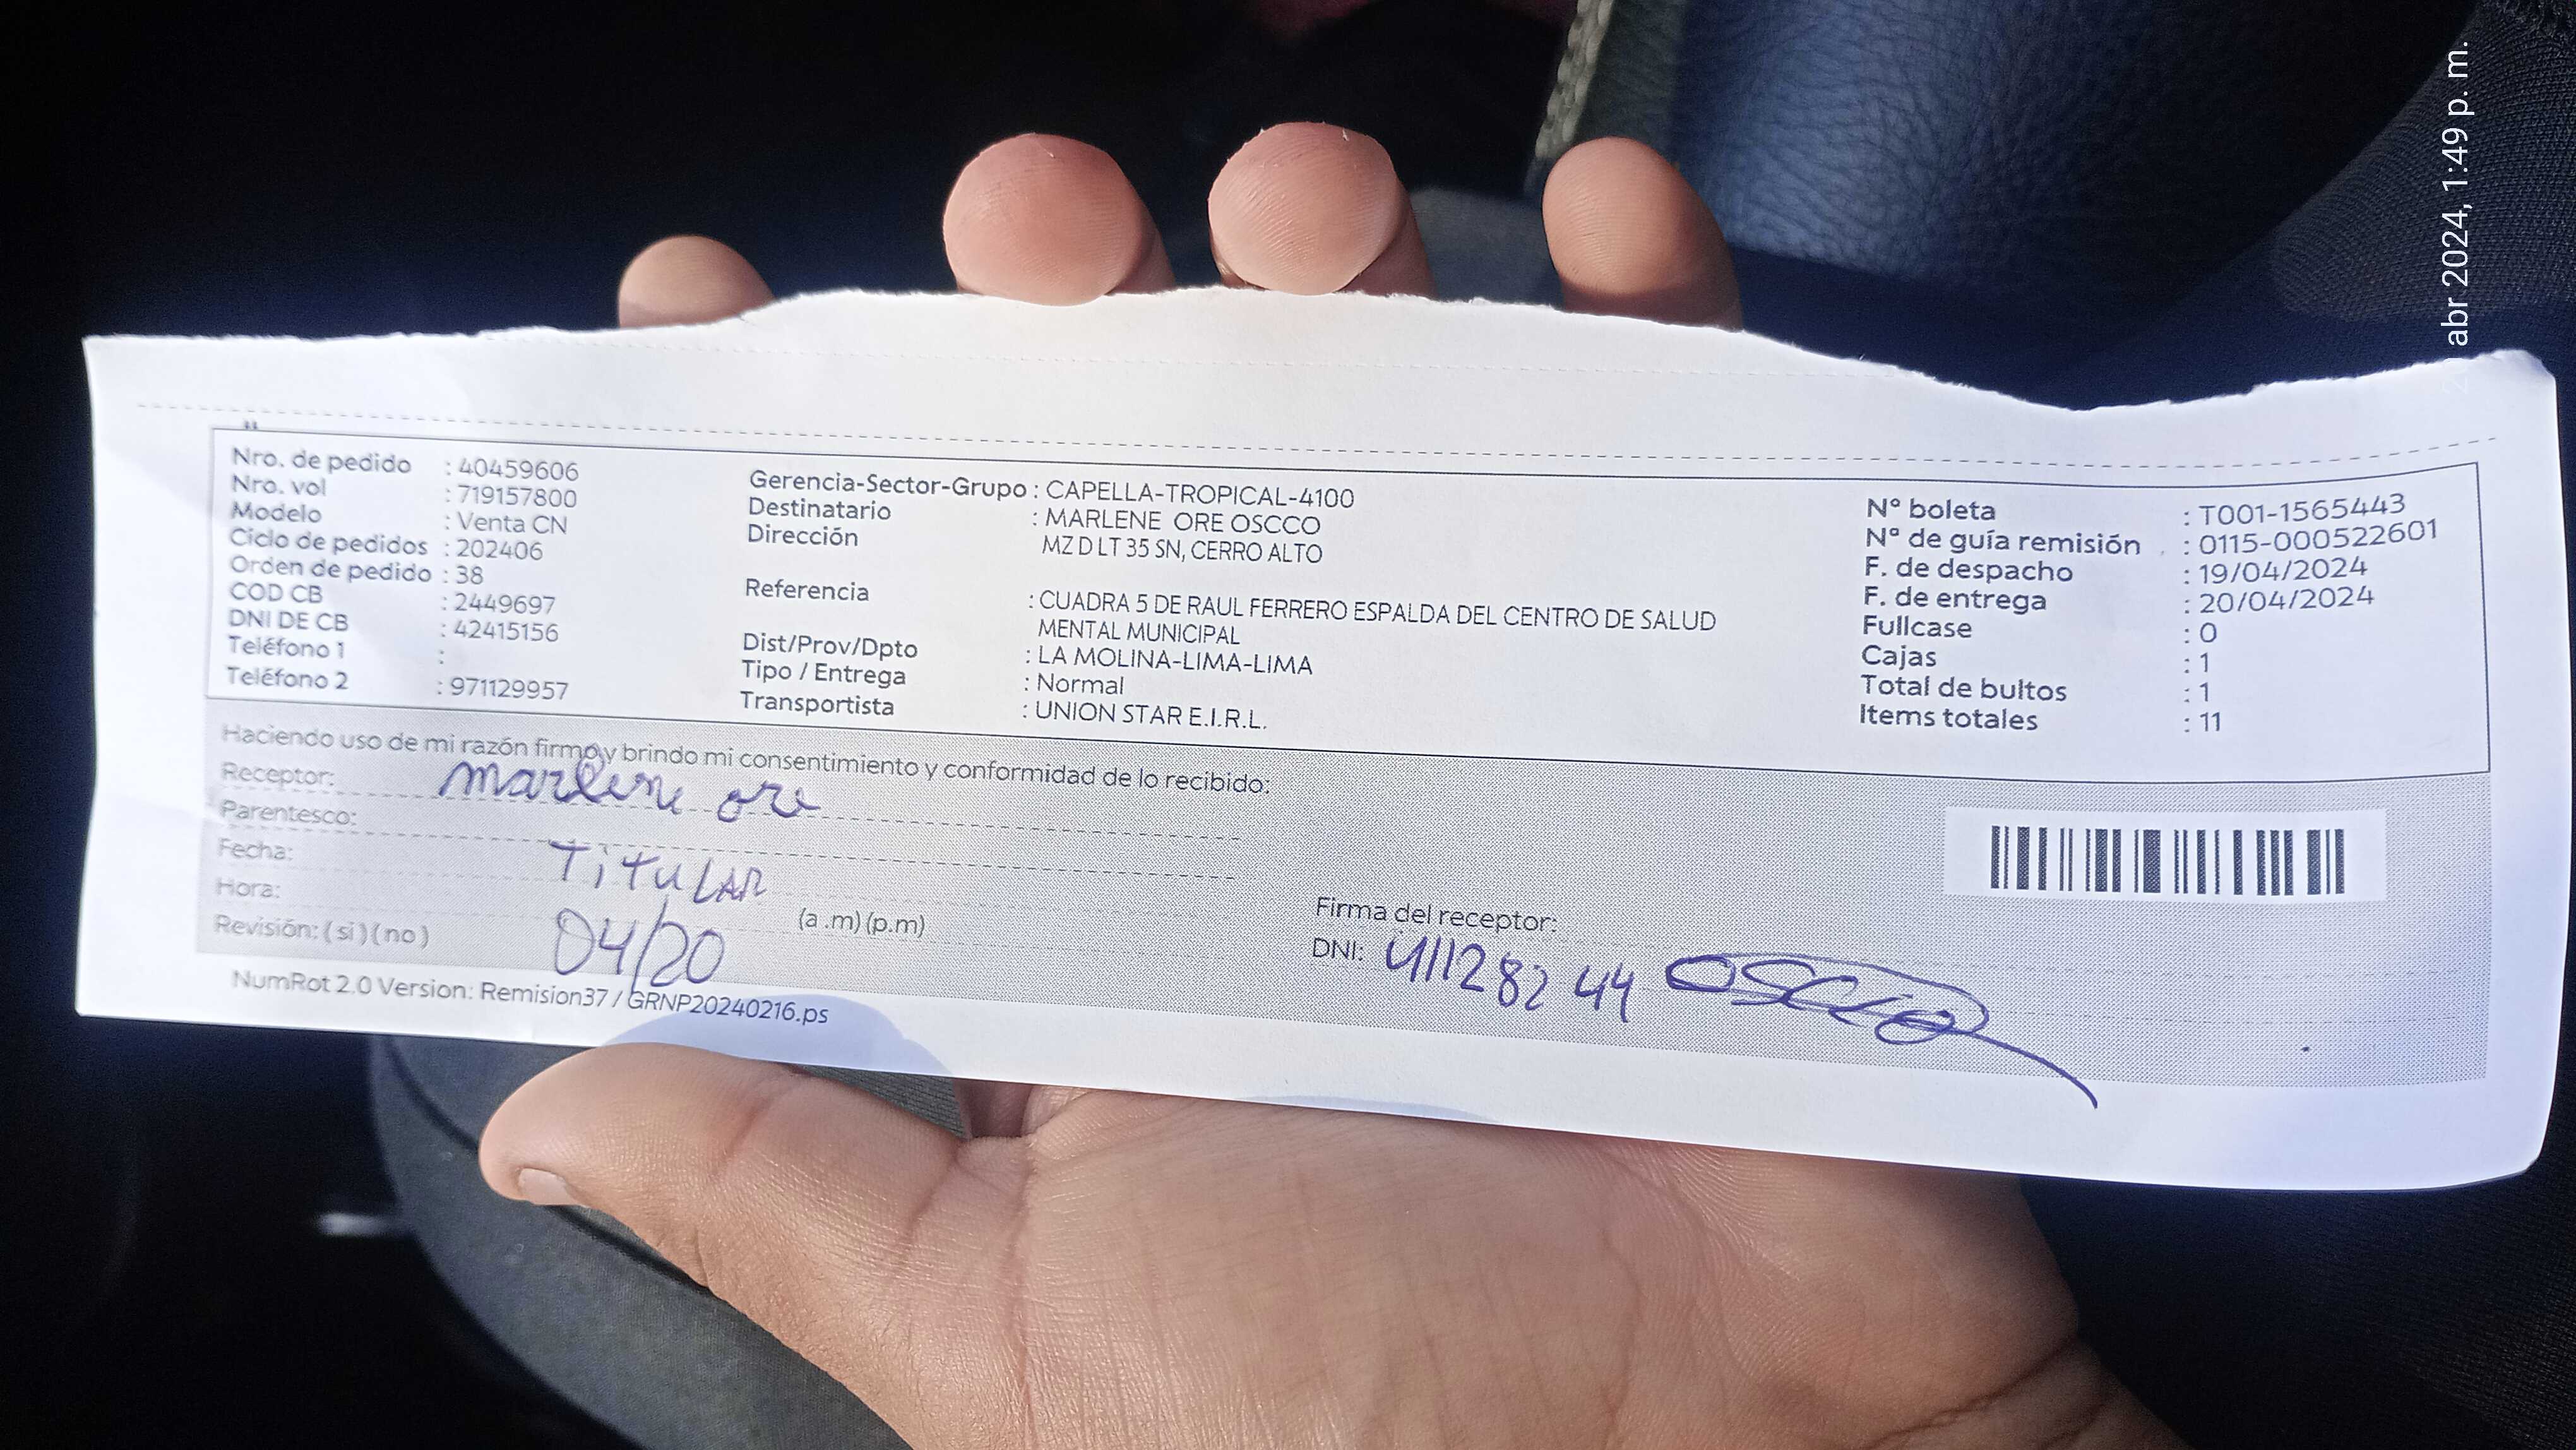 abr 2024, 1:49 p. m.
Nro. de pedido : 40459606
Nro. vol : 719157800
Modelo : Venta CN
Ciclo de pedidos : 202406
Orden de pedido : 38
COD CB : 2449697
DNI DE CB : 42415156
Teléfono 1 :
Teléfono 2 : 971129957
Gerencia-Sector-Grupo : CAPELLA-TROPICAL-4100
Destinatario : MARLENE ORE OSCCO
Dirección MZ D LT 35 SN, CERRO ALTO
Referencia : CUADRA 5 DE RAUL FERRERO ESPALDA DEL CENTRO DE SALUD
MENTAL MUNICIPAL
Dist/Prov/Dpto : LA MOLINA-LIMA-LIMA
Tipo / Entrega : Normal
Transportista : UNION STAR E.I.R.L.
Nº boleta : T001-1565443
Nº de guía remisión : 0115-000522601
F. de despacho : 19/04/2024
F. de entrega : 20/04/2024
Fullcase : 0
Cajas : 1
Total de bultos : 1
Items totales : 11
Haciendo uso de mi razón firmo y brindo mi consentimiento y conformidad de lo recibido:
Receptor: Marlene ore
Parentesco:
Fecha: TITULAR
Hora: (a .m) (p.m)
Revisión: ( si ) ( no ) 04/20
Firma del receptor:
DNI: 41128244
NumRot 2.0 Version: Remision37 / GRNP20240216.ps